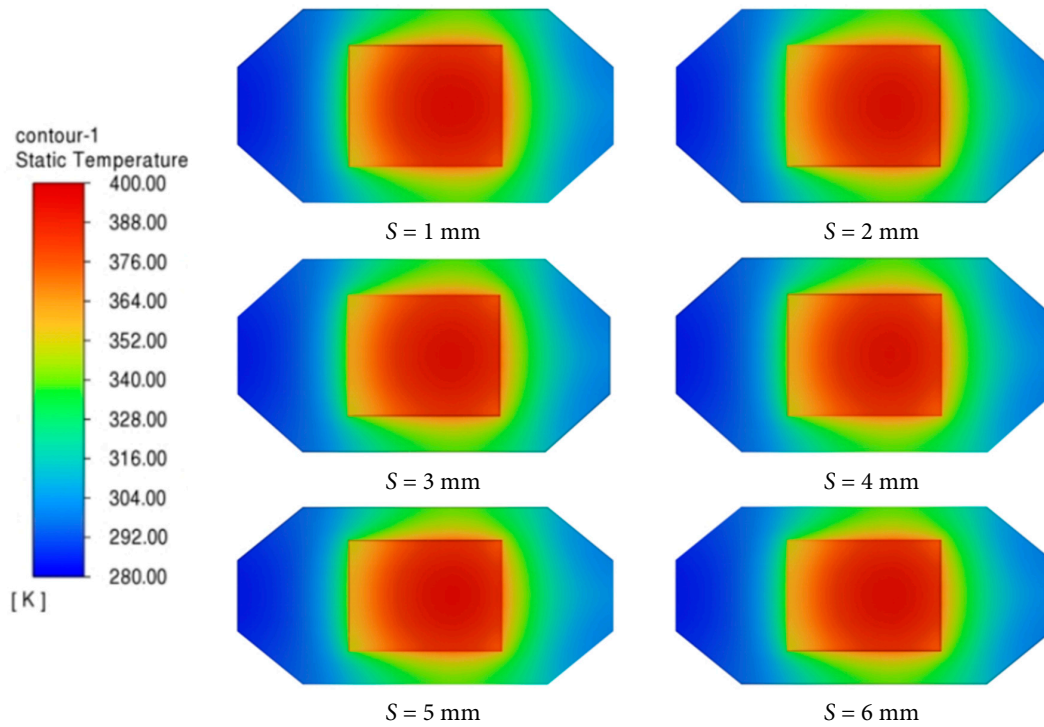 contour-1
Static Temperature
400.00
388.00
376.00
364.00
352.00
340.00
328.00
316.00
304.00
292.00
280.00
[ K ]
S = 1 mm
S = 2 mm
S = 3 mm
S = 4 mm
S = 5 mm
S = 6 mm